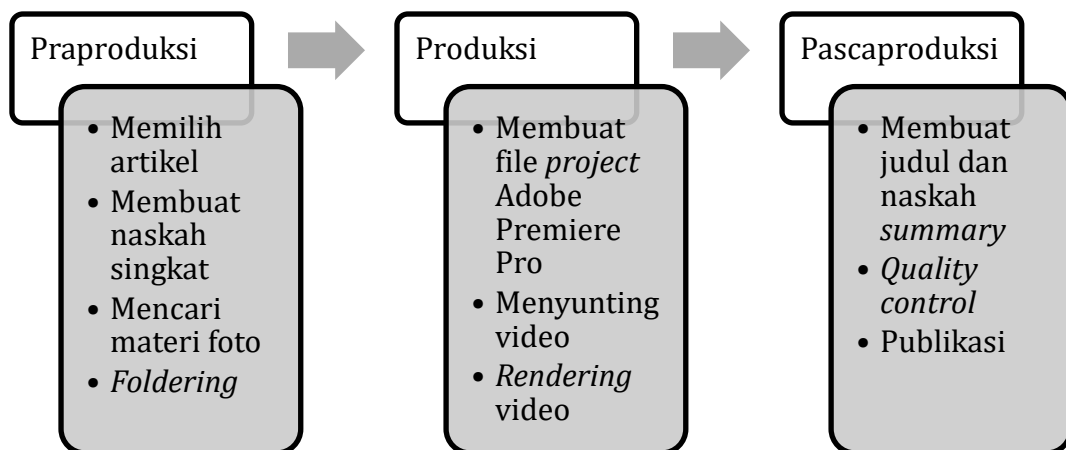 Praproduksi
• Memilih
artikel
• Membuat
naskah
singkat
• Mencari
materi foto
• Foldering
Produksi
• Membuat
file project
Adobe
Premiere
Pro
• Menyunting
video
• Rendering
video
Pascaproduksi
• Membuat
judul dan
naskah
summary
• Quality
control
• Publikasi